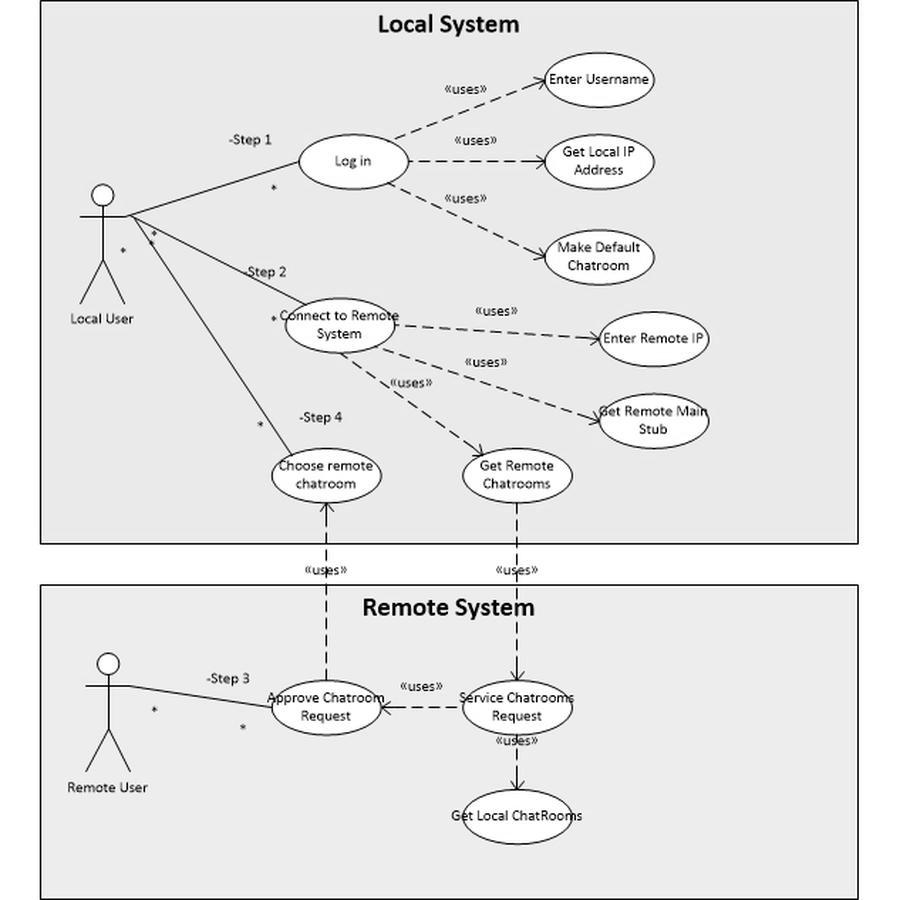 Local System
Enter Username
«uses»
-Step 1
«uses»
Log in
Get Local IP
Address
*
«uses»
*
*
*
Make Default
Chatroom
-Step 2
Local User
*
Connect to Remote
System
«uses»
Enter Remote IP
«uses»
«uses»
Get Remote Main
Stub
-Step 4
*
Choose remote
chatroom
Get Remote
Chatrooms
«uses»
«uses»
Remote System
-Step 3
*
*
Approve Chatroom
Request
«uses»
Service Chatrooms
Request
«uses»
Remote User
Get Local ChatRooms